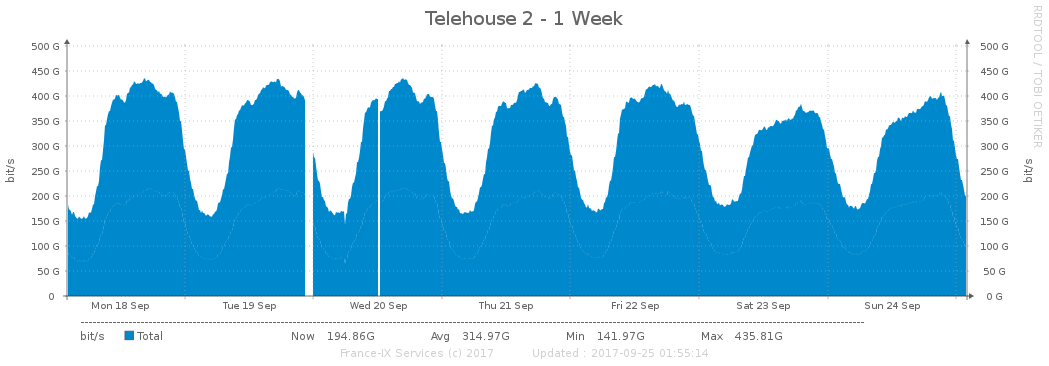 Telehouse 2 - 1 Week
RRDTOOL / TOBI OETIKER
bit/s
500 G 500 G
450 G 450 G
400 G 400 G
350 G 350 G
300 G 300 G
250 G 250 G
200 G 200 G
150 G 150 G
100 G 100 G
50 G 50 G
0 0 G
bit/s
Mon 18 Sep Tue 19 Sep Wed 20 Sep Thu 21 Sep Fri 22 Sep Sat 23 Sep Sun 24 Sep
bit/s Total Now 194.86G Avg 314.97G Min 141.97G Max 435.81G
France-IX Services (c) 2017 Updated : 2017-09-25 01:55:14